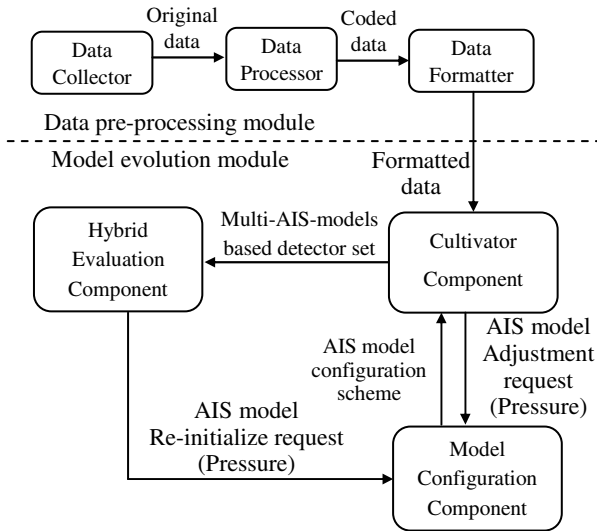 Original
data
Coded
data
Data
Collector
Data
Processor
Data
Formatter
Data pre-processing module
Model evolution module
Formatted
data
Hybrid
Evaluation
Component
Multi-AIS-models
based detector set
Cultivator
Component
AIS model
configuration
scheme
AIS model
Adjustment
request
(Pressure)
AIS model
Re-initialize request
(Pressure)
Model
Configuration
Component